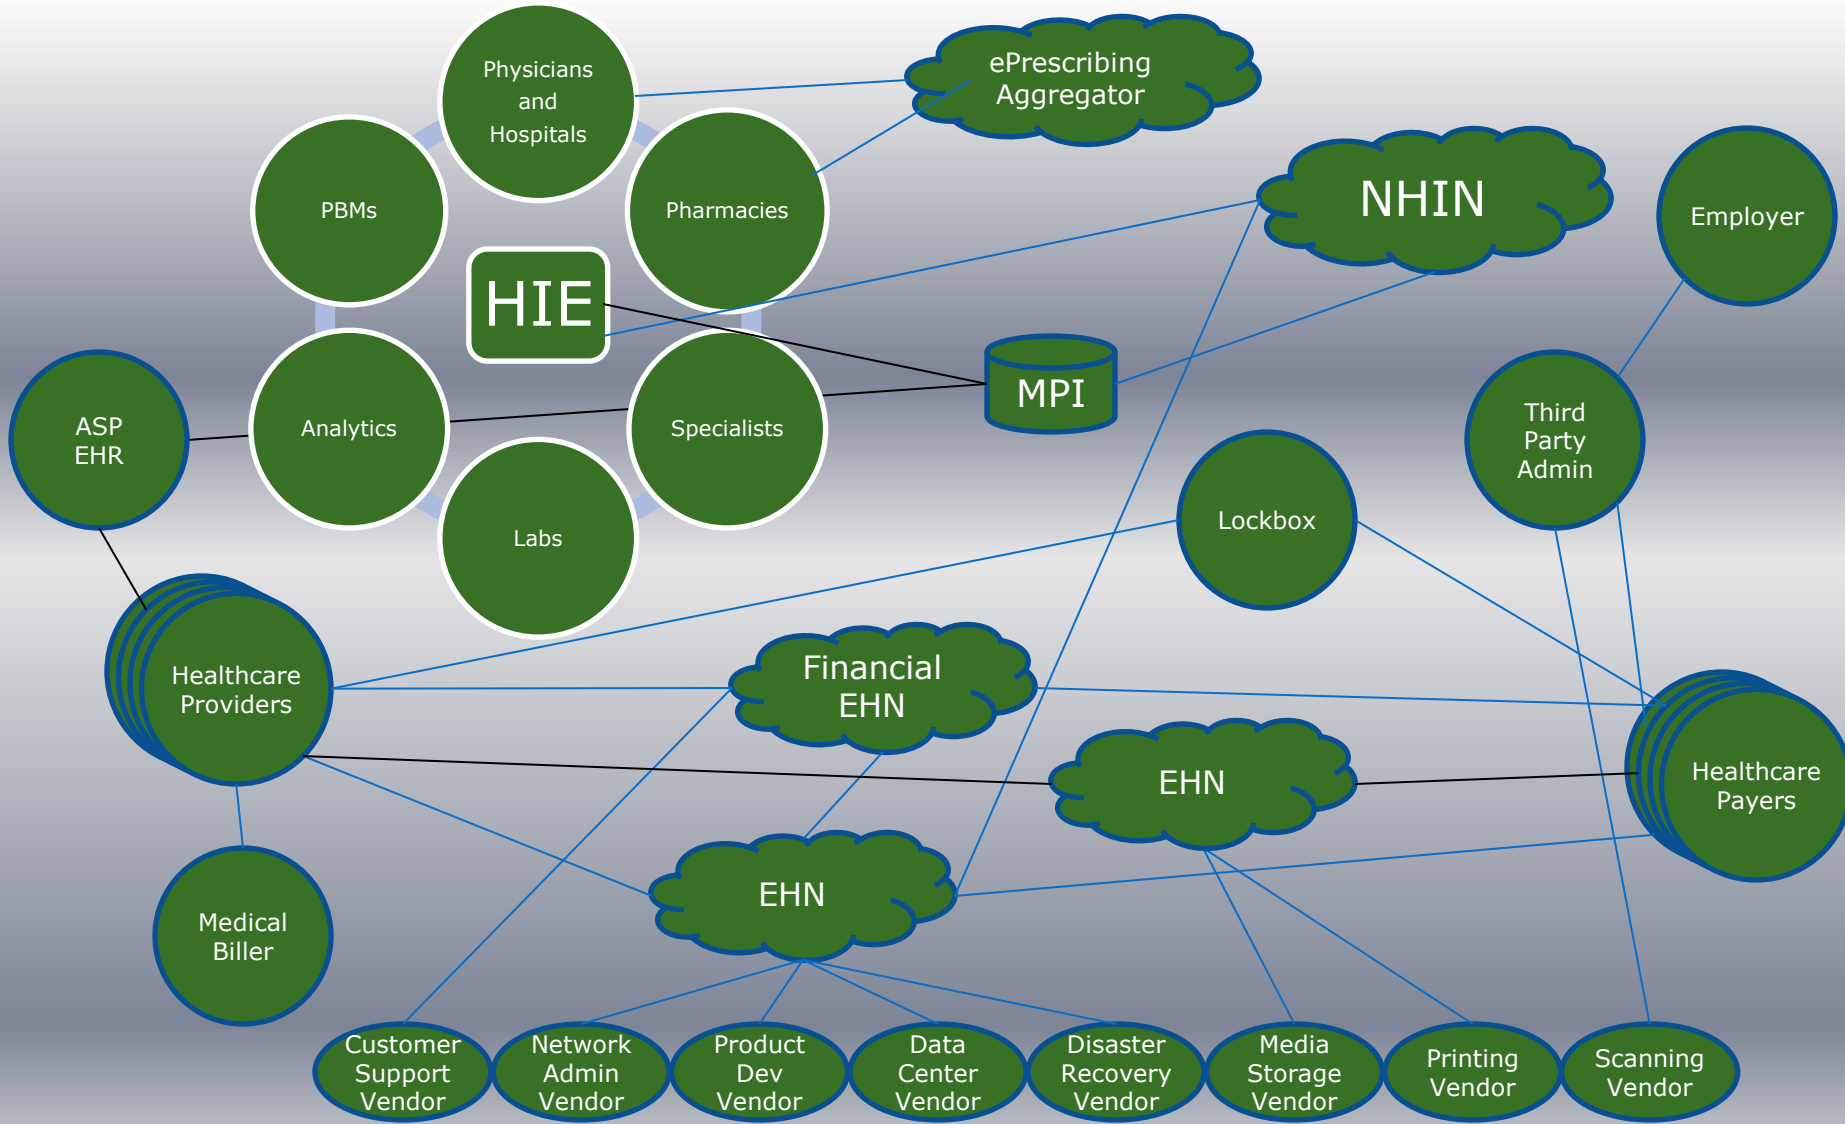 Physicians
and
Hospitals
ePrescribing
Aggregator
PBMs
Pharmacies
NHIN
Employer
HIE
MPI
ASP
EHR
Analytics
Specialists
Third
Party
Admin
Labs
Lockbox
Healthcare
Providers
Financial
EHN
EHN
Healthcare
Payers
EHN
Medical
Biller
Customer
Support
Vendor
Network
Admin
Vendor
Product
Dev
Vendor
Data
Center
Vendor
Disaster
Recovery
Vendor
Media
Storage
Vendor
Printing
Vendor
Scanning
Vendor